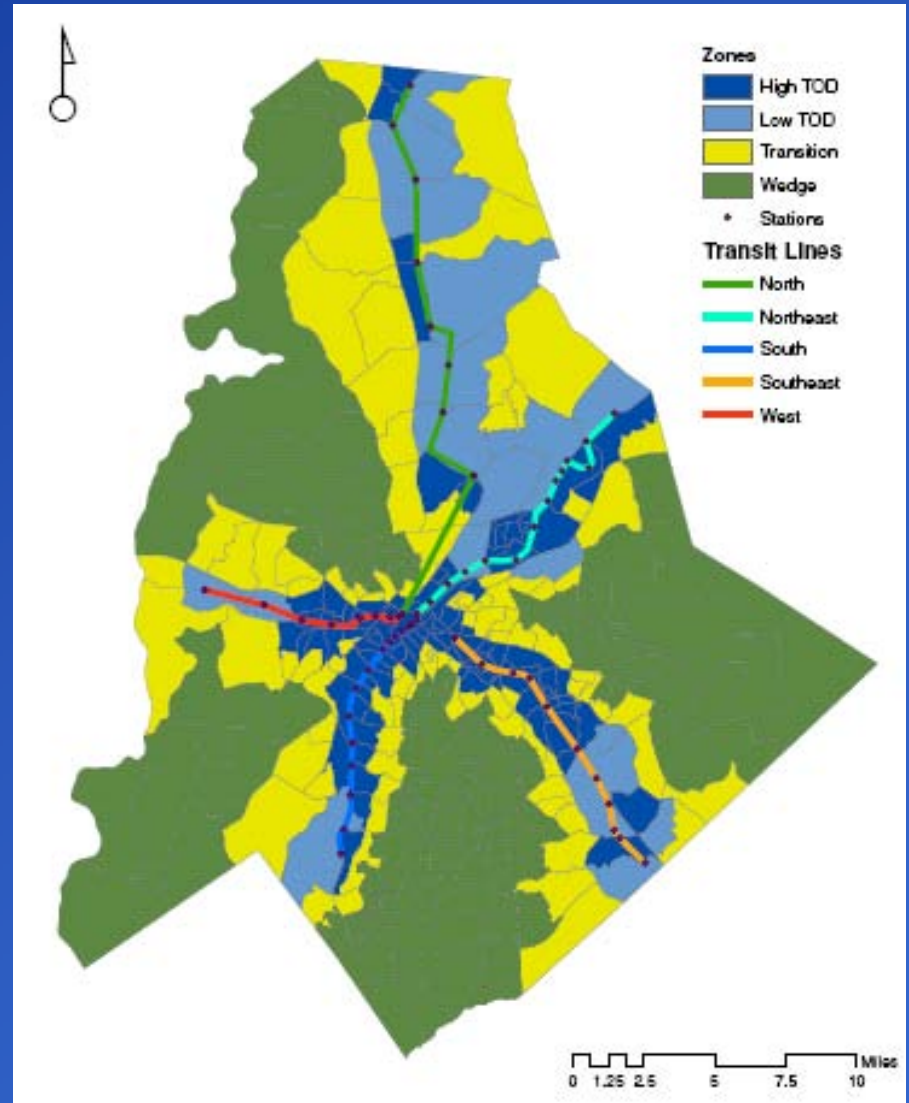 Zones
High TOD
Low TOD
Transition
Wedge
Stations
Transit Lines
North
Northeast
South
Southeast
West
Miles
0 1.25 2.5 5 7.5 10